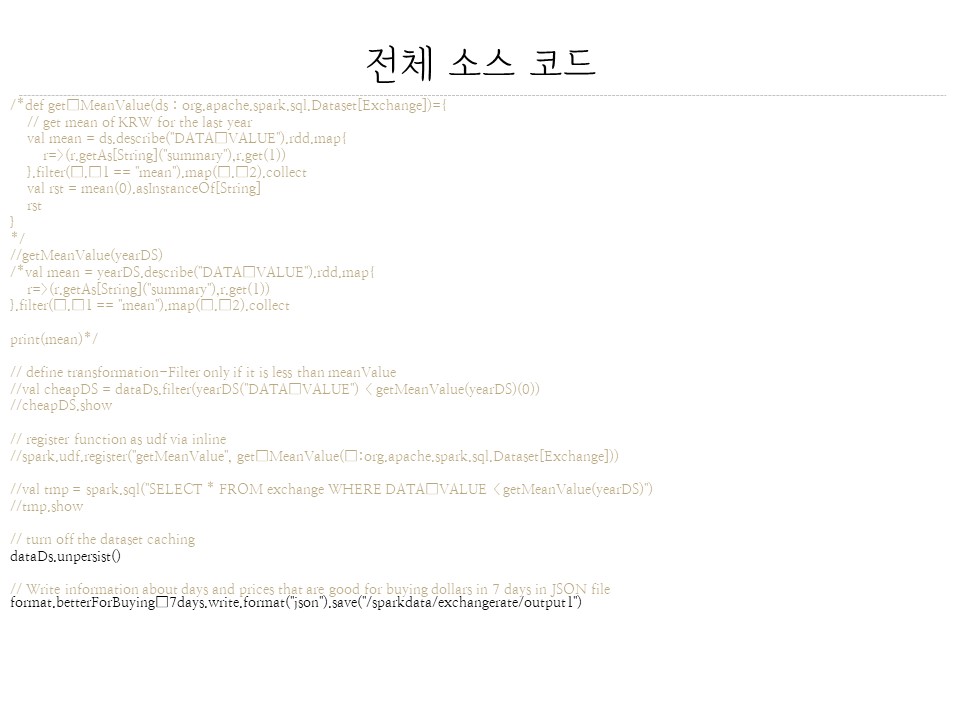 전체 소스 코드
/*def get□MeanValue(ds : org.apache.spark.sql.Dataset[Exchange])={
// get mean of KRW for the last year
val mean = ds.describe("DATA□VALUE").rdd.map{
r=>(r.getAs[String]("summary"),r.get(1))
}.filter(□.□1 == "mean").map(□.□2).collect
val rst = mean(0).asInstanceOf[String]
rst
}
*/
//getMeanValue(yearDS)
/*val mean = yearDS.describe("DATA□VALUE").rdd.map{
r=>(r.getAs[String]("summary"),r.get(1))
}.filter(□.□1 == "mean").map(□.□2).collect
print(mean)*/
// define transformation-Filter only if it is less than meanValue
//val cheapDS = dataDs.filter(yearDS("DATA□VALUE") < getMeanValue(yearDS)(0))
//cheapDS.show
// register function as udf via inline
//spark.udf.register("getMeanValue", get□MeanValue(□:org.apache.spark.sql.Dataset[Exchange]))
//val tmp = spark.sql("SELECT * FROM exchange WHERE DATA□VALUE < getMeanValue(yearDS)")
//tmp.show
// turn off the dataset caching
dataDs.unpersist()
// Write information about days and prices that are good for buying dollars in 7 days in JSON file
format.betterForBuying□7days.write.format("json").save("/sparkdata/exchangerate/output1")